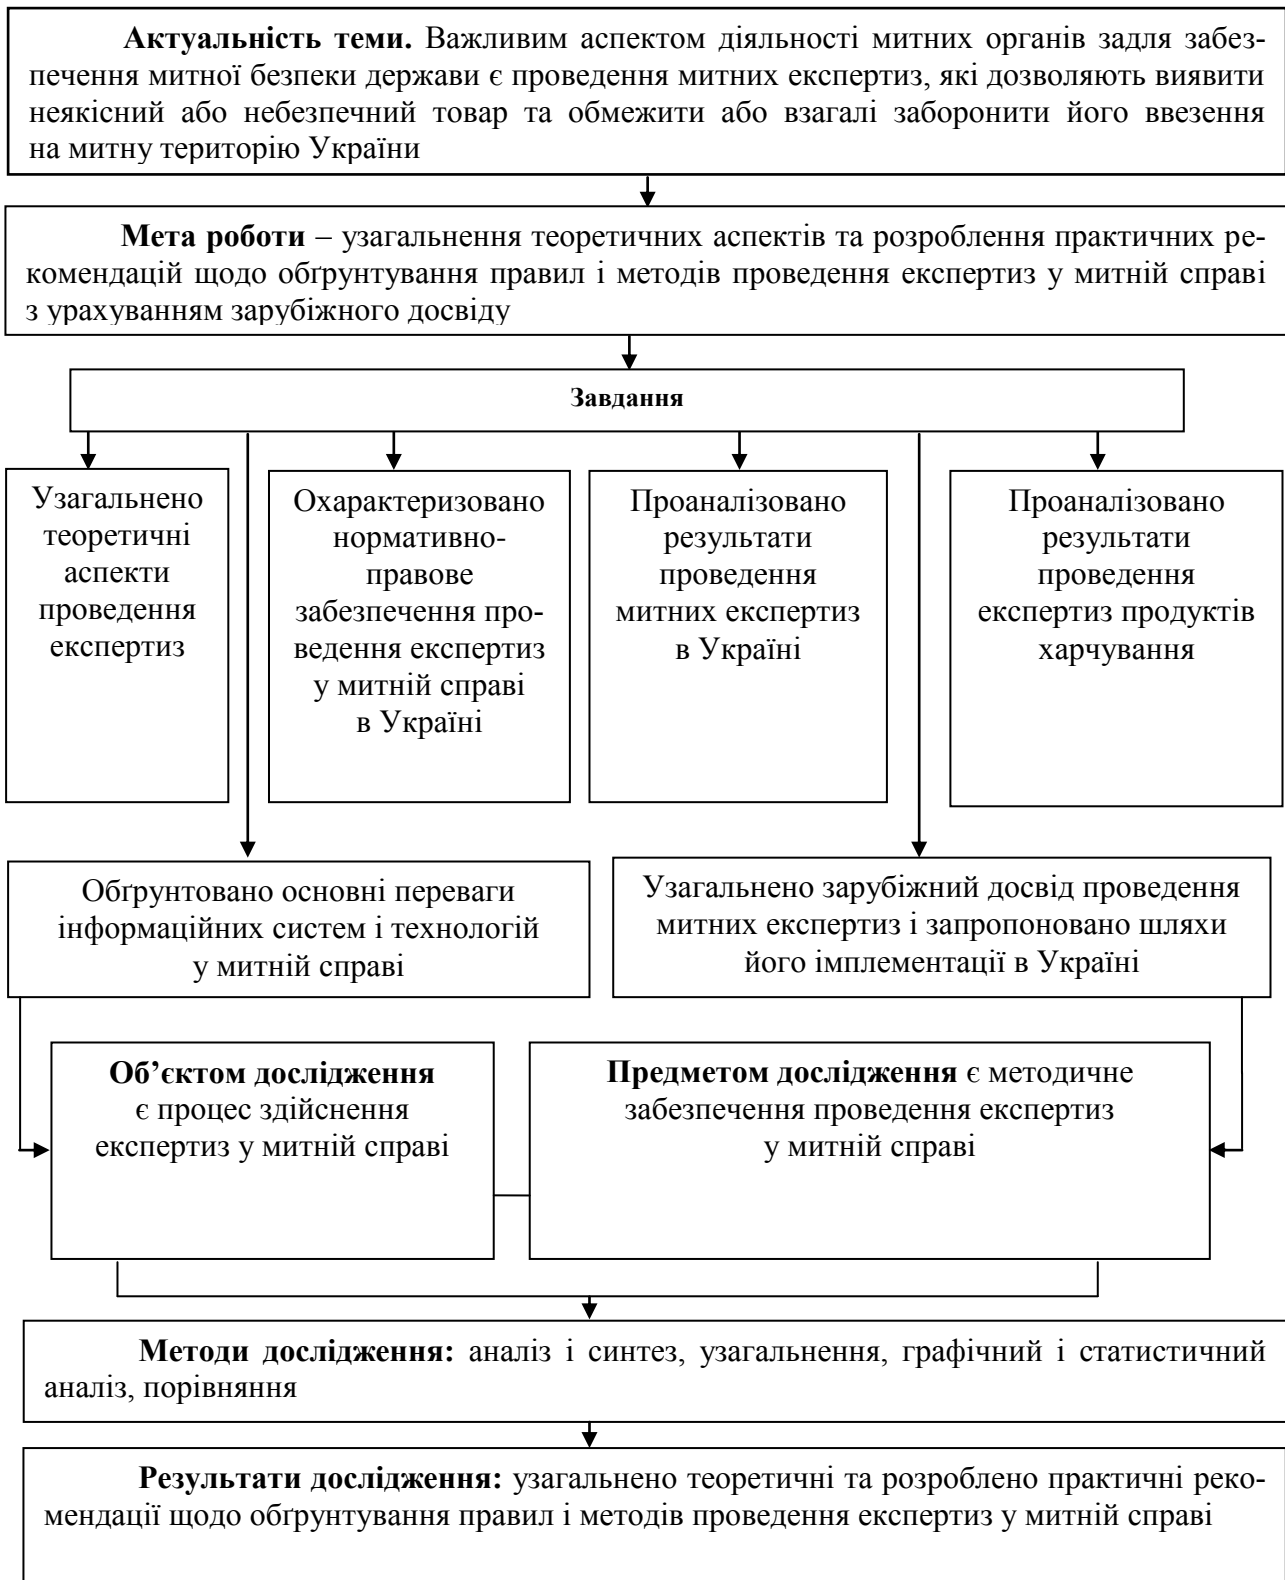 Актуальність теми. Важливим аспектом діяльності митних органів задля забез-
печення митної безпеки держави є проведення митних експертиз, які дозволяють виявити
неякісний або небезпечний товар та обмежити або взагалі заборонити його ввезення
на митну територію України
Мета роботи – узагальнення теоретичних аспектів та розроблення практичних ре-
комендацій щодо обґрунтування правил і методів проведення експертиз у митній справі
з урахуванням зарубіжного досвіду
Завдання
Узагальнено
теоретичні
аспекти
проведення
експертиз
Охарактеризовано
нормативно-
правове
забезпечення про-
ведення експертиз
у митній справі
в Україні
Проаналізовано
результати
проведення
митних експертиз
в Україні
Проаналізовано
результати
проведення
експертиз продуктів
харчування
Обґрунтовано основні переваги
інформаційних систем і технологій
у митній справі
Узагальнено зарубіжний досвід проведення
митних експертиз і запропоновано шляхи
його імплементації в Україні
Об’єктом дослідження
є процес здійснення
експертиз у митній справі
Предметом дослідження є методичне
забезпечення проведення експертиз
у митній справі
Методи дослідження: аналіз і синтез, узагальнення, графічний і статистичний
аналіз, порівняння
Результати дослідження: узагальнено теоретичні та розроблено практичні реко-
мендації щодо обґрунтування правил і методів проведення експертиз у митній справі